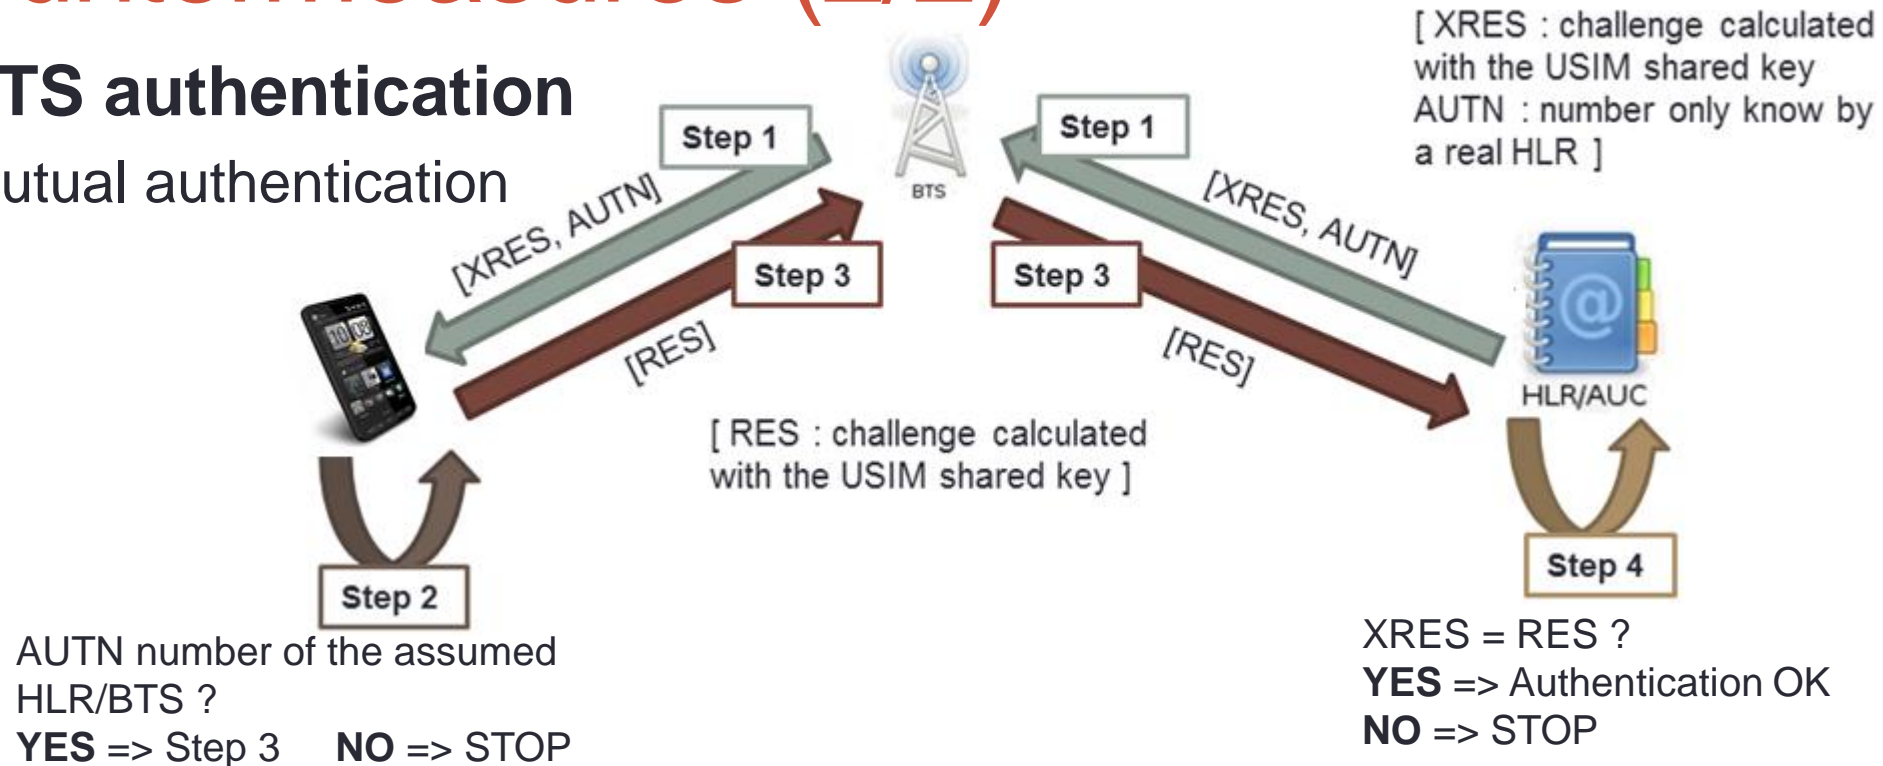 untermeasures (2/2)
TS authentication
utual authentication
[ XRES : challenge calculated
with the USIM shared key
AUTN : number only know by
a real HLR ]
Step 1
Step 1
BTS
[XRES, AUTN]
[XRES, AUTN]
Step 3
Step 3
[RES]
[RES]
HLR/AUC
[ RES : challenge calculated
with the USIM shared key ]
Step 2
Step 4
AUTN number of the assumed
HLR/BTS ?
YES => Step 3 NO => STOP
XRES = RES ?
YES => Authentication OK
NO => STOP